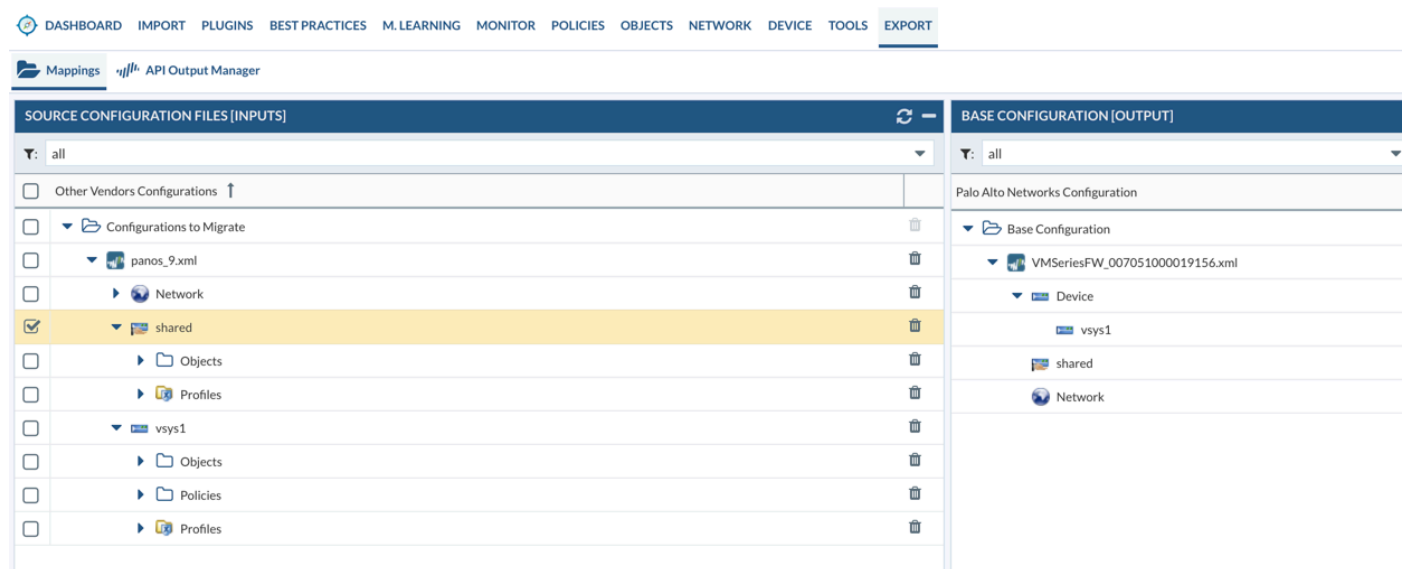 DASHBOARD IMPORT PLUGINS BEST PRACTICES M. LEARNING MONITOR POLICIES OBJECTS NETWORK DEVICE TOOLS EXPORT
Mappings API Output Manager
SOURCE CONFIGURATION FILES [INPUTS]
: all
Other Vendors Configurations
Configurations to Migrate
panos_9.xml
Network
shared
Objects
Profiles
vsys1
Objects
Policies
Profiles
BASE CONFIGURATION [OUTPUT]
: all
Palo Alto Networks Configuration
Base Configuration
VMSeriesFW_007051000019156.xml
Device
vsys1
shared
Network